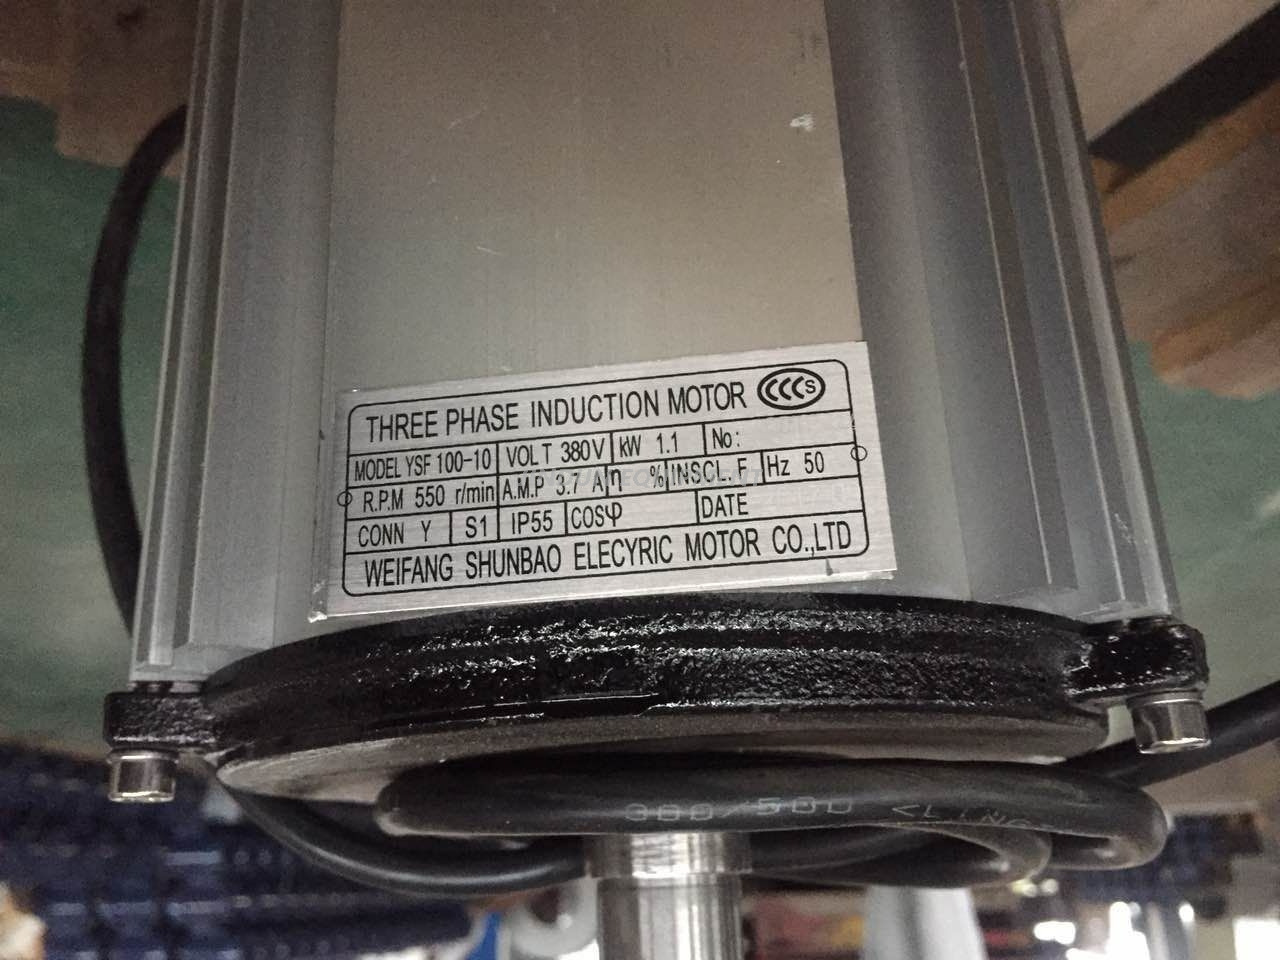 THREE PHASE INDUCTION MOTOR CCC S
MODEL YSF 100-10 VOLT 380V kW 1.1 No:
R.P.M 550 r/min A.M.P 3.7 A η % INSCL. F Hz 50
CONN Y S1 IP55 COSφ DATE
WEIFANG SHUNBAO ELECYRIC MOTOR CO.,LTD
300/500